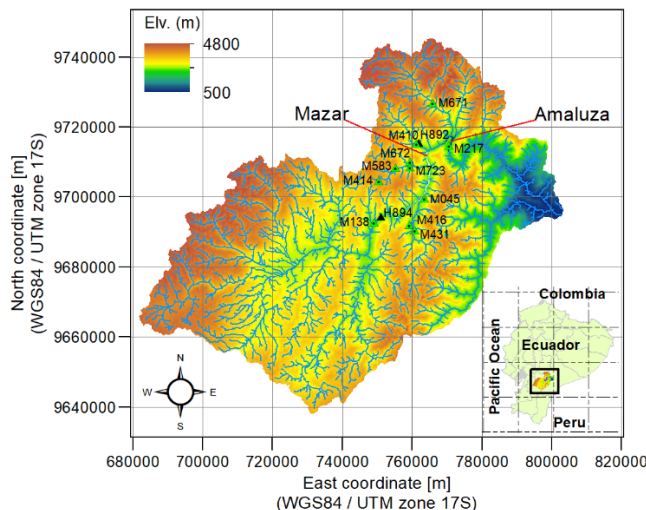 Elv. (m)
4800
500
9740000
9720000
9700000
9680000
9660000
9640000
North coordinate [m]
(WGS84 / UTM zone 17S)
M671
Mazar
Amaluza
M410
H892
M217
M672
M583
M723
M414
M045
H894
M138
M416
M431
Colombia
Pacific Ocean
Ecuador
Peru
N
W
E
S
680000 700000 720000 740000 760000 780000 800000 820000
East coordinate [m]
(WGS84 / UTM zone 17S)